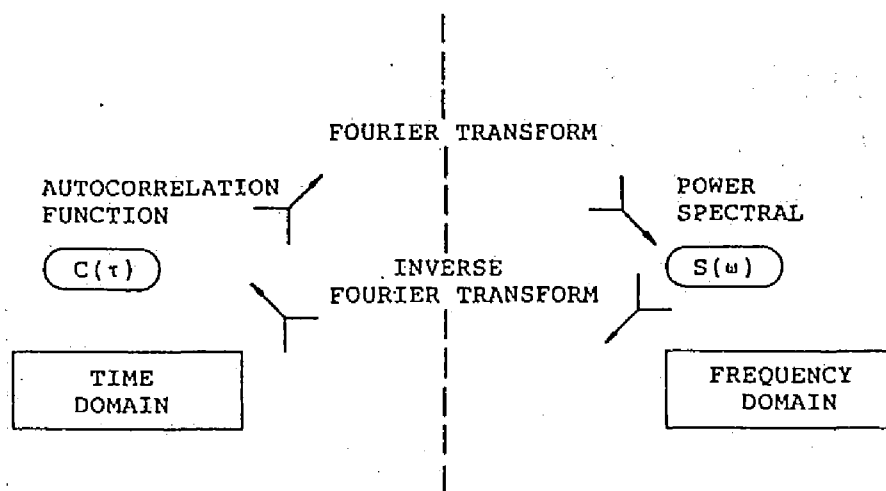 FOURIER TRANSFORM
AUTOCORRELATION
FUNCTION
C(τ)
POWER
SPECTRAL
S(ω)
INVERSE
FOURIER TRANSFORM
TIME
DOMAIN
FREQUENCY
DOMAIN